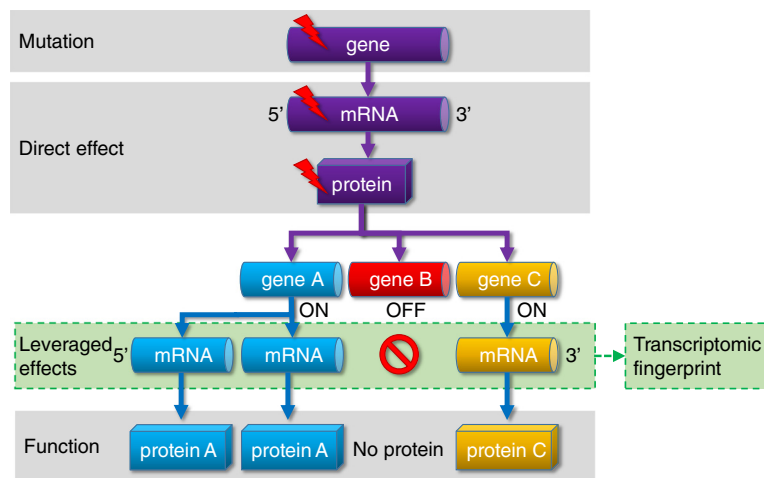 Mutation
gene
5’ mRNA 3’
Direct effect
protein
gene A gene B gene C
ON OFF ON
Leveraged effects 5’ mRNA mRNA mRNA 3’
Transcriptomic fingerprint
Function protein A protein A No protein protein C